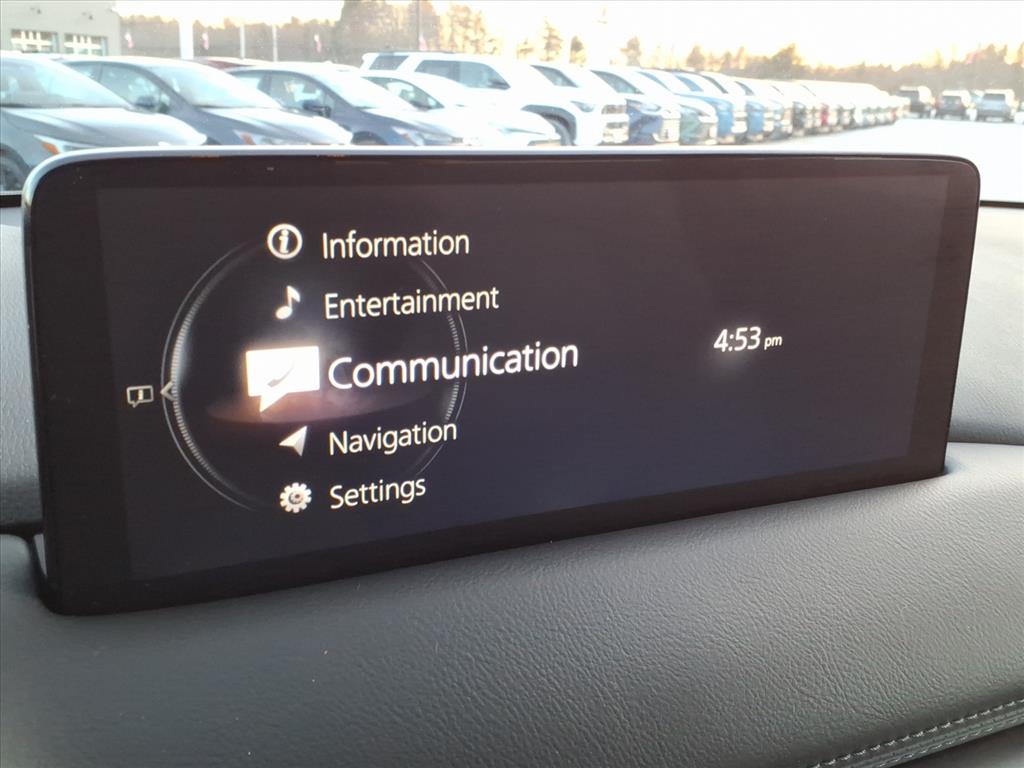 Information
Entertainment
Communication
4:53 pm
Navigation
Settings